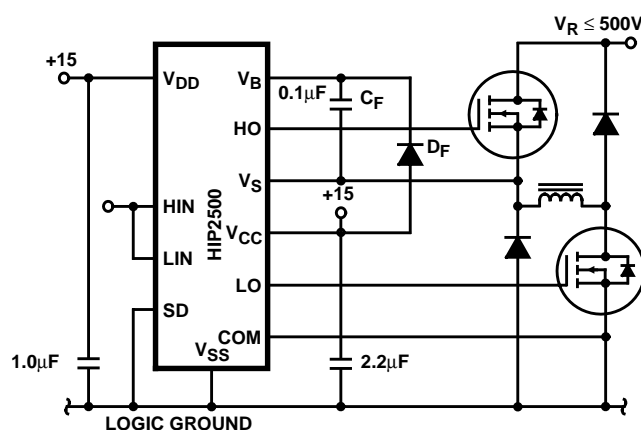 V_R ≤ 500V
+15
V_DD
V_B
0.1μF
C_F
HO
D_F
V_S
+15
HIN
HIP2500
V_CC
LIN
LO
SD
COM
V_SS
1.0μF
2.2μF
LOGIC GROUND